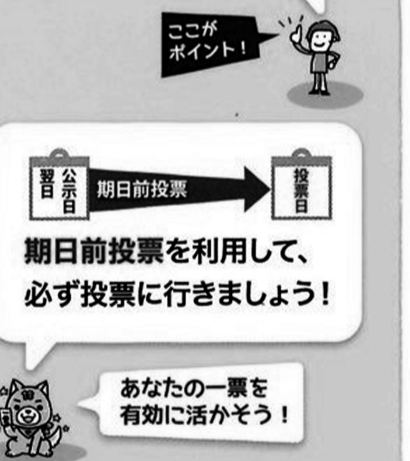 ここが
ポイント！
公示日
翌日
期日前投票
投票日
期日前投票を利用して、
必ず投票に行きましょう！
あなたの一票を
有効に活かそう！